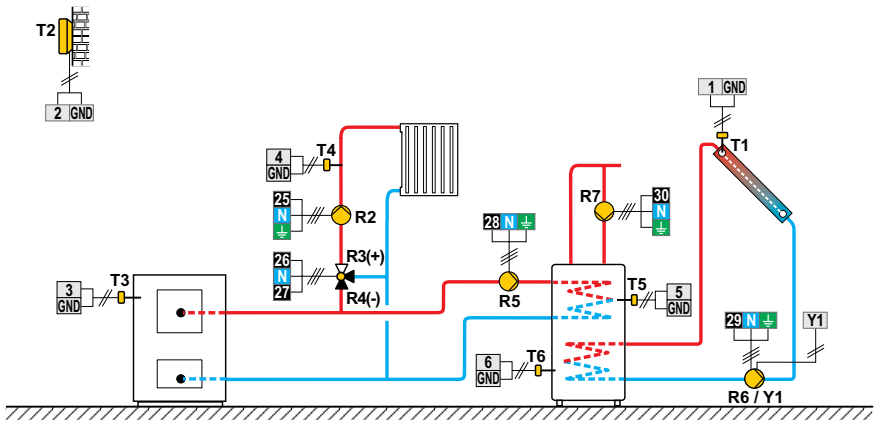 T2
2 GND
1 GND
T1
4
GND
T4
25
N
R2
R7
30
N
28 N
26
N
27
R3(+)
R4(-)
3
GND
T3
R5
T5
5
GND
29 N
Y1
6
GND
T6
R6 / Y1